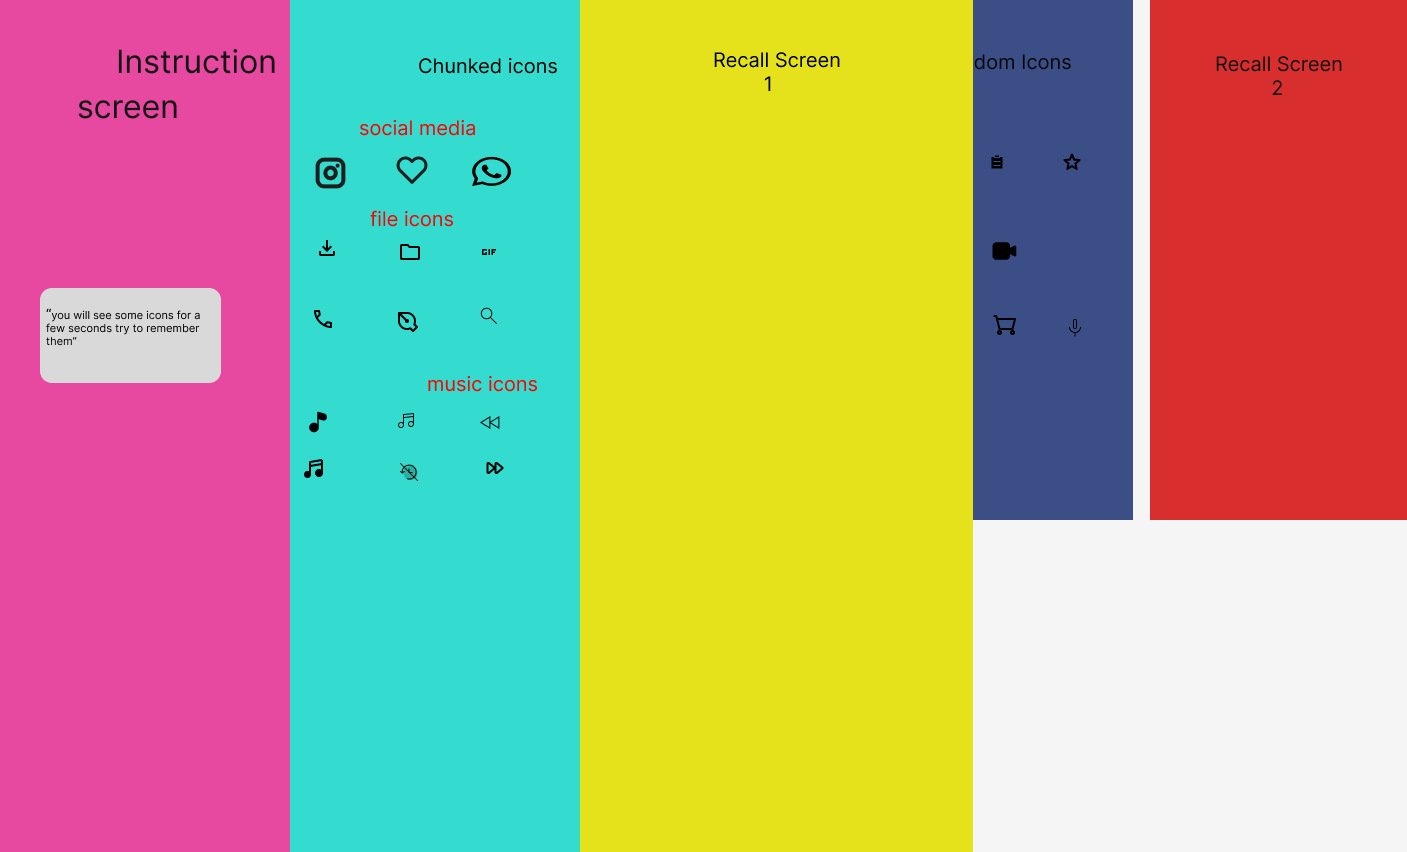 Instruction
screen
“you will see some icons for a
few seconds try to remember
them”
Chunked icons
social media
file icons
GIF
music icons
Recall Screen
1
dom Icons
Recall Screen
2